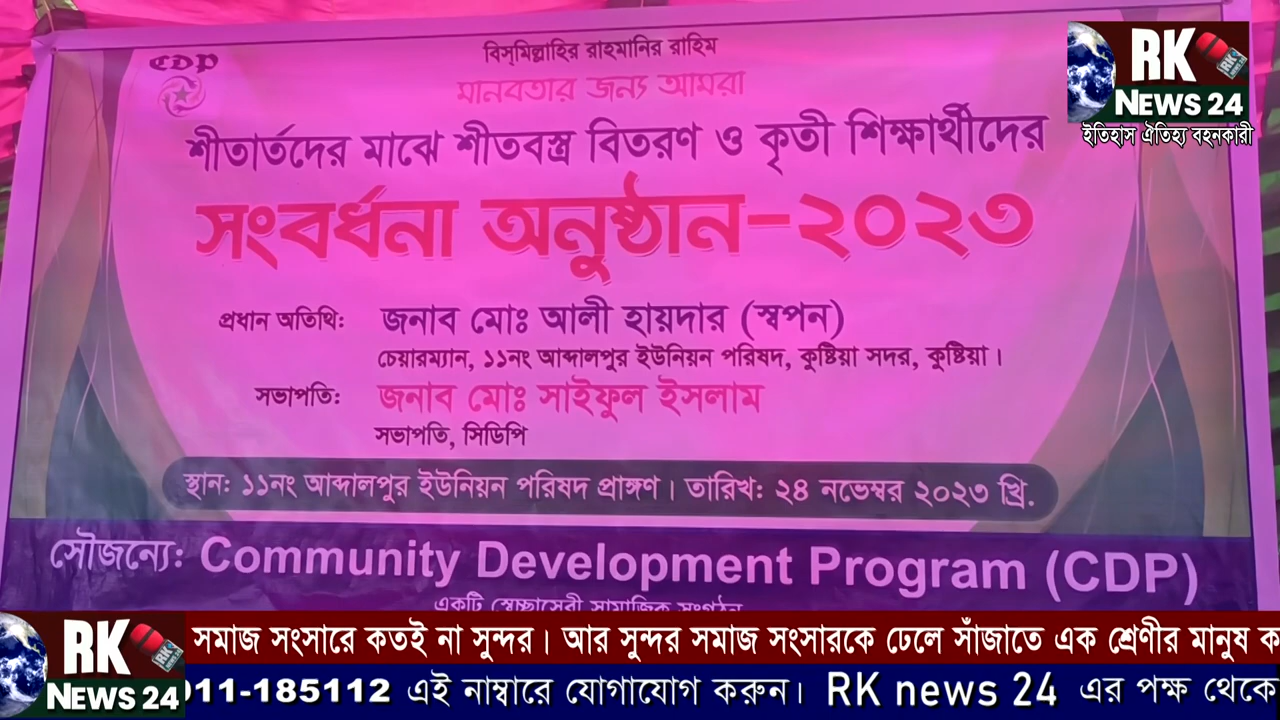 বিস্‌মিল্লাহির রাহমানির রাহিম
CDP
মানবতার জন্য আমরা
শীতার্তদের মাঝে শীতবস্ত্র বিতরণ ও কৃতী শিক্ষার্থীদের
সংবর্ধনা অনুষ্ঠান-২০২৩
প্রধান অতিথি: জনাব মোঃ আলী হায়দার (স্বপন)
চেয়ারম্যান, ১১নং আব্দালপুর ইউনিয়ন পরিষদ, কুষ্টিয়া সদর, কুষ্টিয়া।
সভাপতি: জনাব মোঃ সাইফুল ইসলাম
সভাপতি, সিডিপি
স্থান: ১১নং আব্দালপুর ইউনিয়ন পরিষদ প্রাঙ্গণ। তারিখ: ২৪ নভেম্বর ২০২৩ খ্রি.
সৌজন্যে: Community Development Program (CDP)
একটি স্বেচ্ছাসেবী সামাজিক সংগঠন
RK
NEWS 24
ইতিহাস ঐতিহ্য বহনকারী
RK
NEWS 24
সমাজ সংসারে কতই না সুন্দর। আর সুন্দর সমাজ সংসারকে ঢেলে সাঁজাতে এক শ্রেণীর মানুষ ক
011-185112 এই নাম্বারে যোগাযোগ করুন। RK news 24 এর পক্ষ থেকে